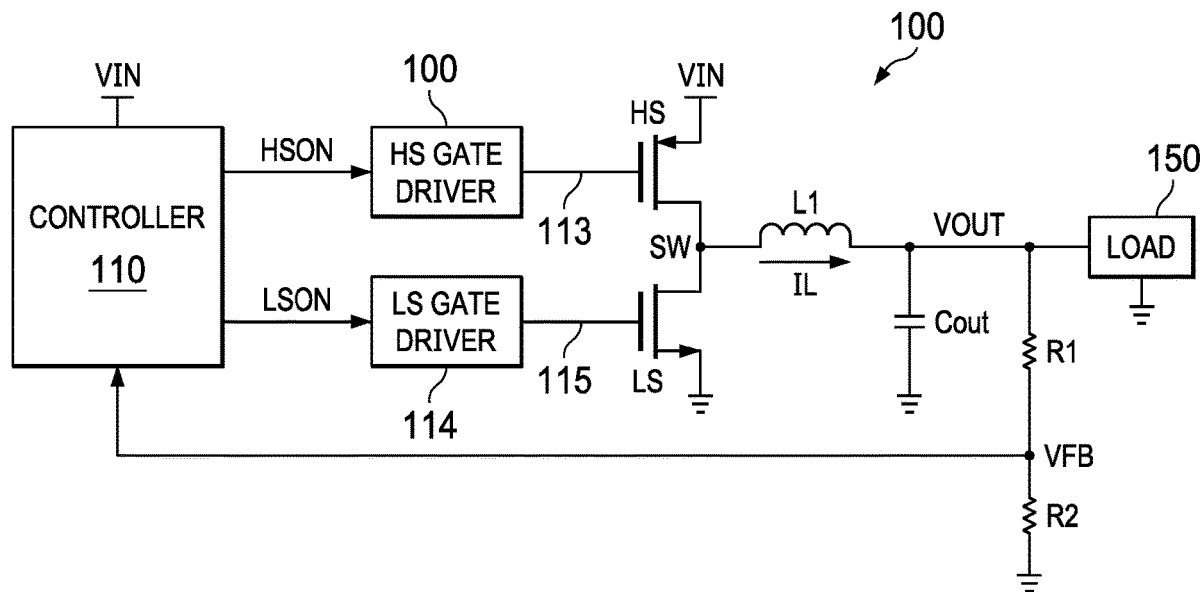 100
VIN
100
VIN
HS
HSON
HS GATE
DRIVER
113
150
CONTROLLER
110
L1
VOUT
LOAD
SW
IL
LSON
LS GATE
DRIVER
Cout
R1
115
LS
114
VFB
R2